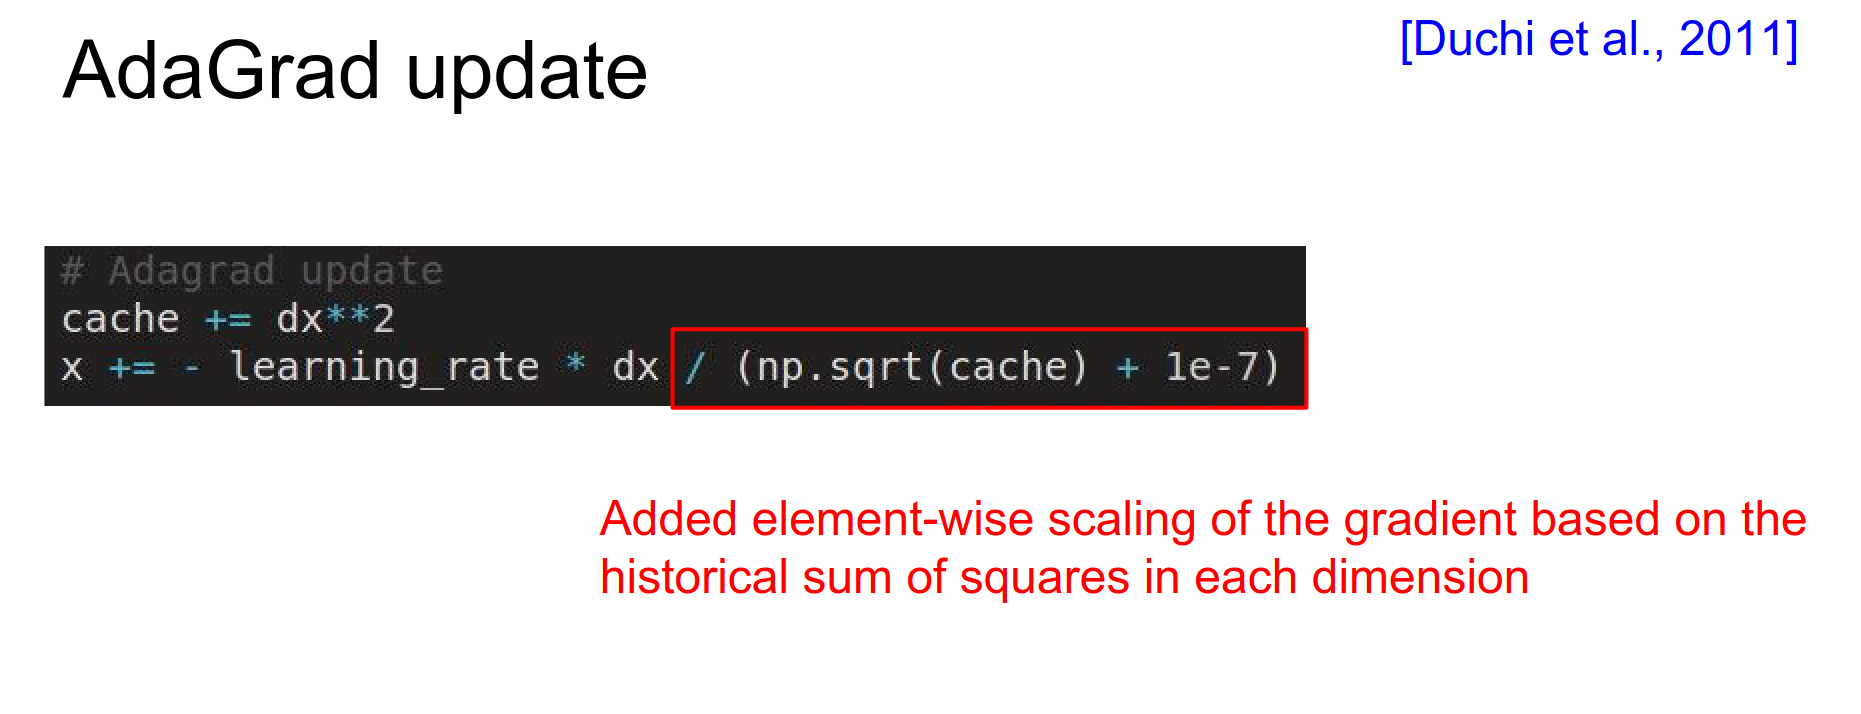 AdaGrad update
[Duchi et al., 2011]
# Adagrad update
cache += dx**2
x += - learning_rate * dx / (np.sqrt(cache) + 1e-7)
Added element-wise scaling of the gradient based on the
historical sum of squares in each dimension